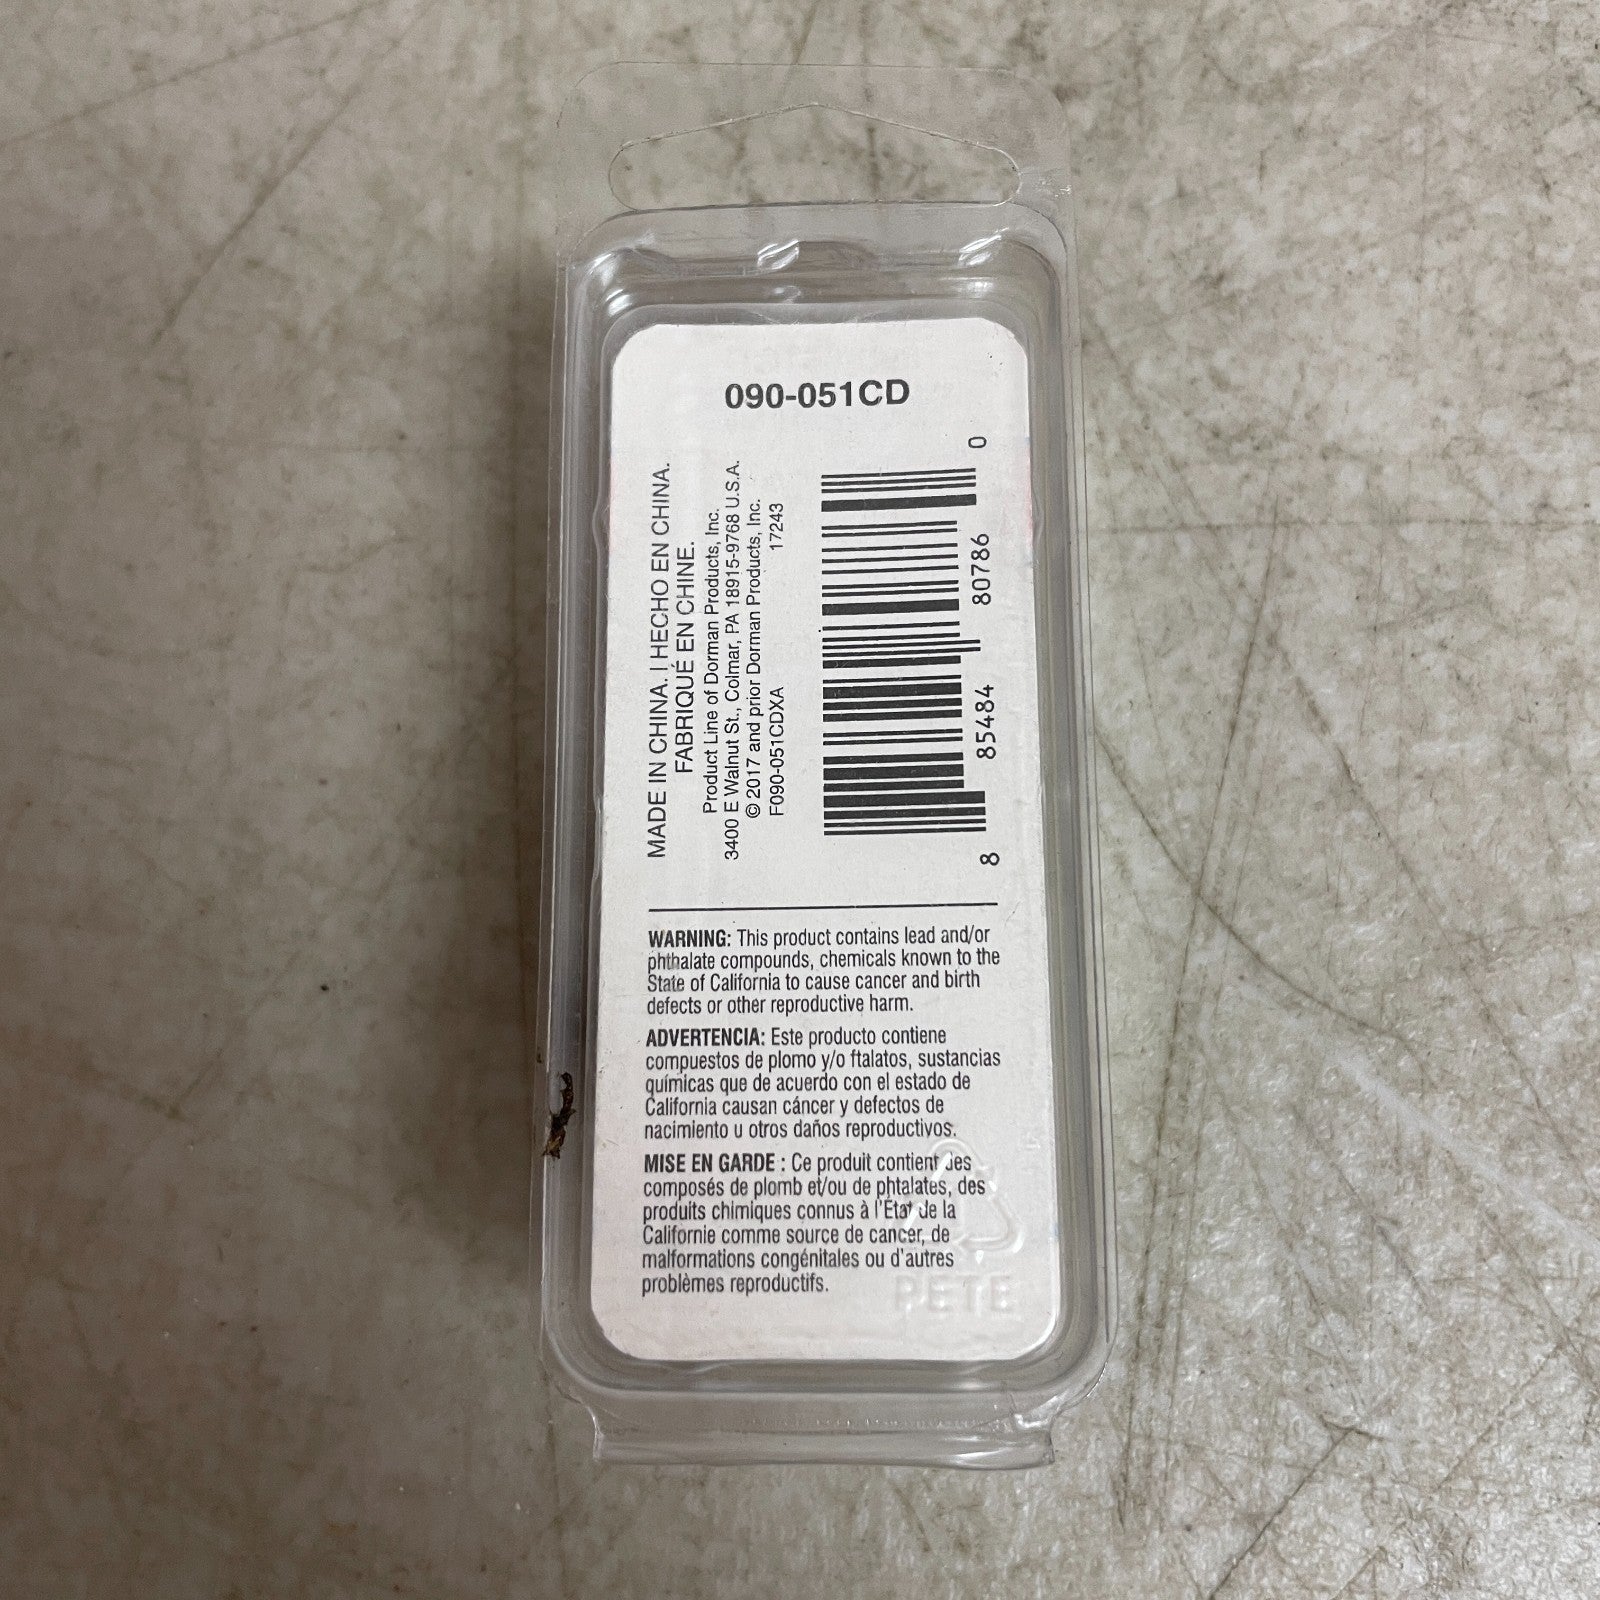 090-051CD
MADE IN CHINA. | HECHO EN CHINA.
FABRIQUÉ EN CHINE.
Product Line of Dorman Products, Inc.
3400 E Walnut St., Colmar, PA 18915-9768 U.S.A.
© 2017 and prior Dorman Products, Inc.
F090-051CDXA 17243
8 85484 80786 0
WARNING: This product contains lead and/or
phthalate compounds, chemicals known to the
State of California to cause cancer and birth
defects or other reproductive harm.
ADVERTENCIA: Este producto contiene
compuestos de plomo y/o ftalatos, sustancias
químicas que de acuerdo con el estado de
California causan cáncer y defectos de
nacimiento u otros daños reproductivos.
MISE EN GARDE : Ce produit contient des
composés de plomb et/ou de phtalates, des
produits chimiques connus à l'État de la
Californie comme source de cancer, de
malformations congénitales ou d'autres
problèmes reproductifs.
PETE